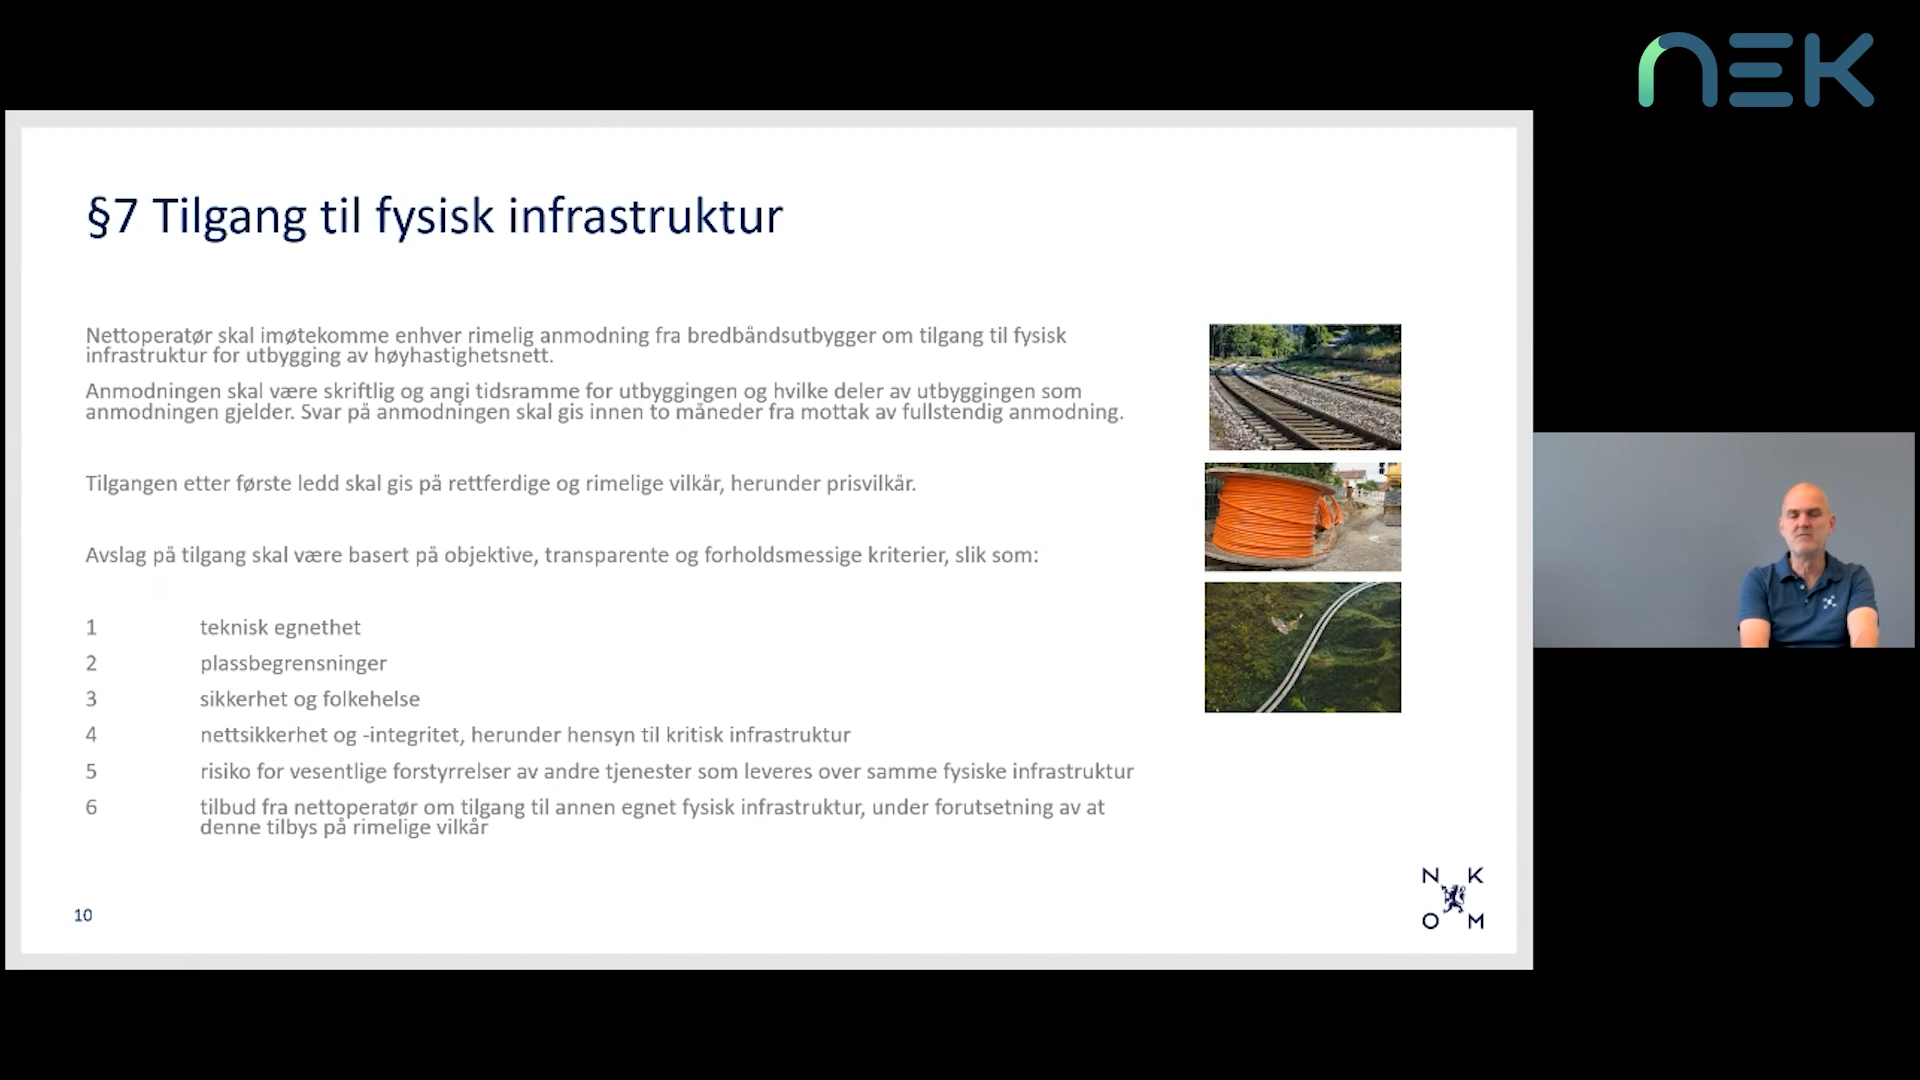 NEK
§7 Tilgang til fysisk infrastruktur
Nettoperatør skal imøtekomme enhver rimelig anmodning fra bredbåndsutbygger om tilgang til fysisk
infrastruktur for utbygging av høyhastighetsnett.
Anmodningen skal være skriftlig og angi tidsramme for utbyggingen og hvilke deler av utbyggingen som
anmodningen gjelder. Svar på anmodningen skal gis innen to måneder fra mottak av fullstendig anmodning.
Tilgangen etter første ledd skal gis på rettferdige og rimelige vilkår, herunder prisvilkår.
Avslag på tilgang skal være basert på objektive, transparente og forholdsmessige kriterier, slik som:
1 teknisk egnethet
2 plassbegrensninger
3 sikkerhet og folkehelse
4 nettsikkerhet og -integritet, herunder hensyn til kritisk infrastruktur
5 risiko for vesentlige forstyrrelser av andre tjenester som leveres over samme fysiske infrastruktur
6 tilbud fra nettoperatør om tilgang til annen egnet fysisk infrastruktur, under forutsetning av at
denne tilbys på rimelige vilkår
10
N K
O M